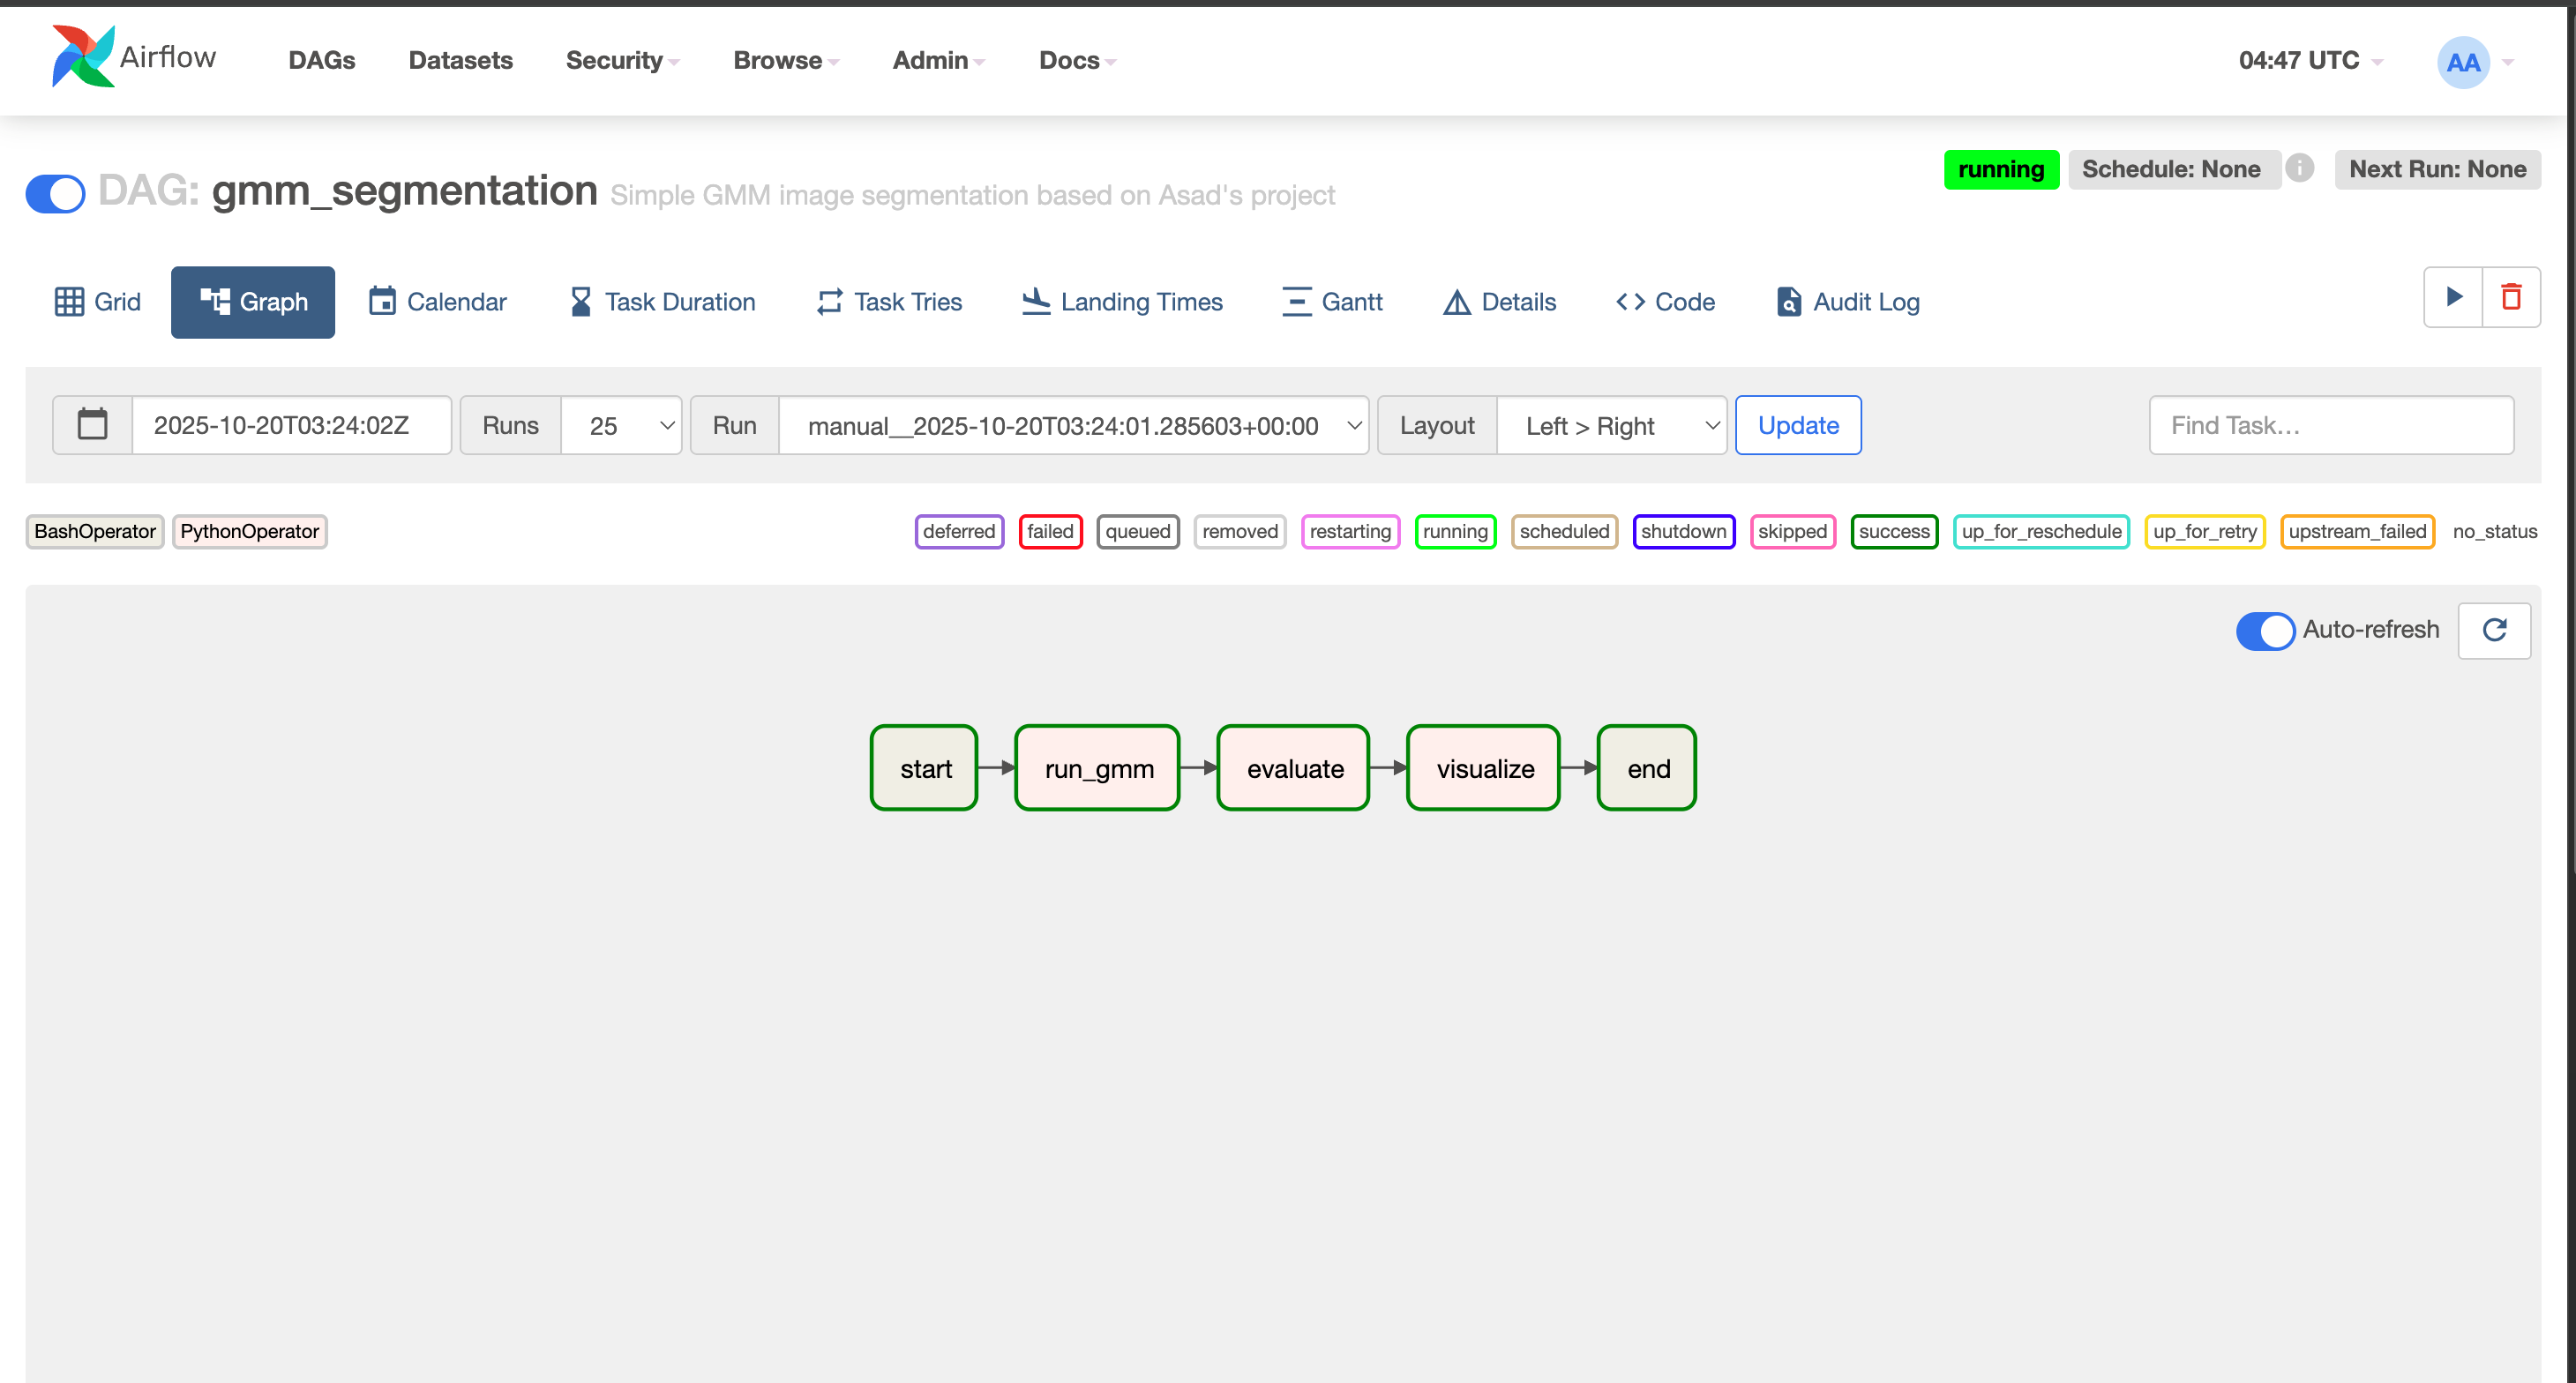 Airflow DAGs Datasets Security Browse Admin Docs 04:47 UTC AA
running Schedule: None i Next Run: None
DAG: gmm_segmentation Simple GMM image segmentation based on Asad's project
Grid Graph Calendar Task Duration Task Tries Landing Times Gantt Details Code Audit Log
2025-10-20T03:24:02Z Runs 25 Run manual__2025-10-20T03:24:01.285603+00:00 Layout Left > Right Update Find Task…
BashOperator PythonOperator deferred failed queued removed restarting running scheduled shutdown skipped success up_for_reschedule up_for_retry upstream_failed no_status
Auto-refresh
start run_gmm evaluate visualize end